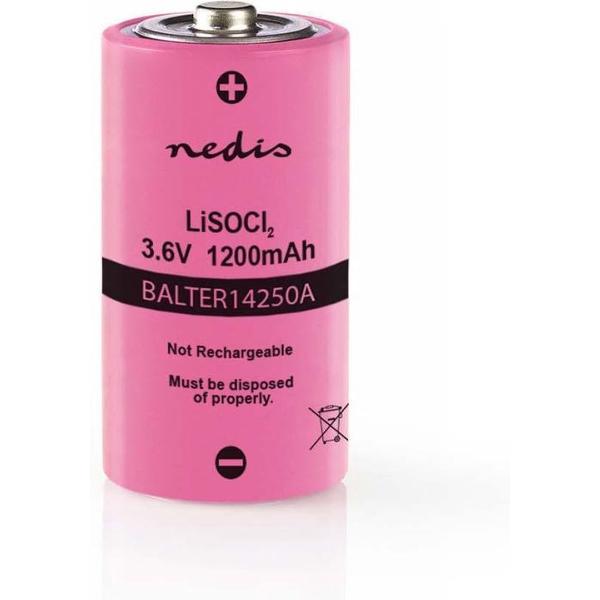 +
nedis
LiSOCl₂
3.6V 1200mAh
BALTER14250A
Not Rechargeable
Must be disposed
of properly.
−